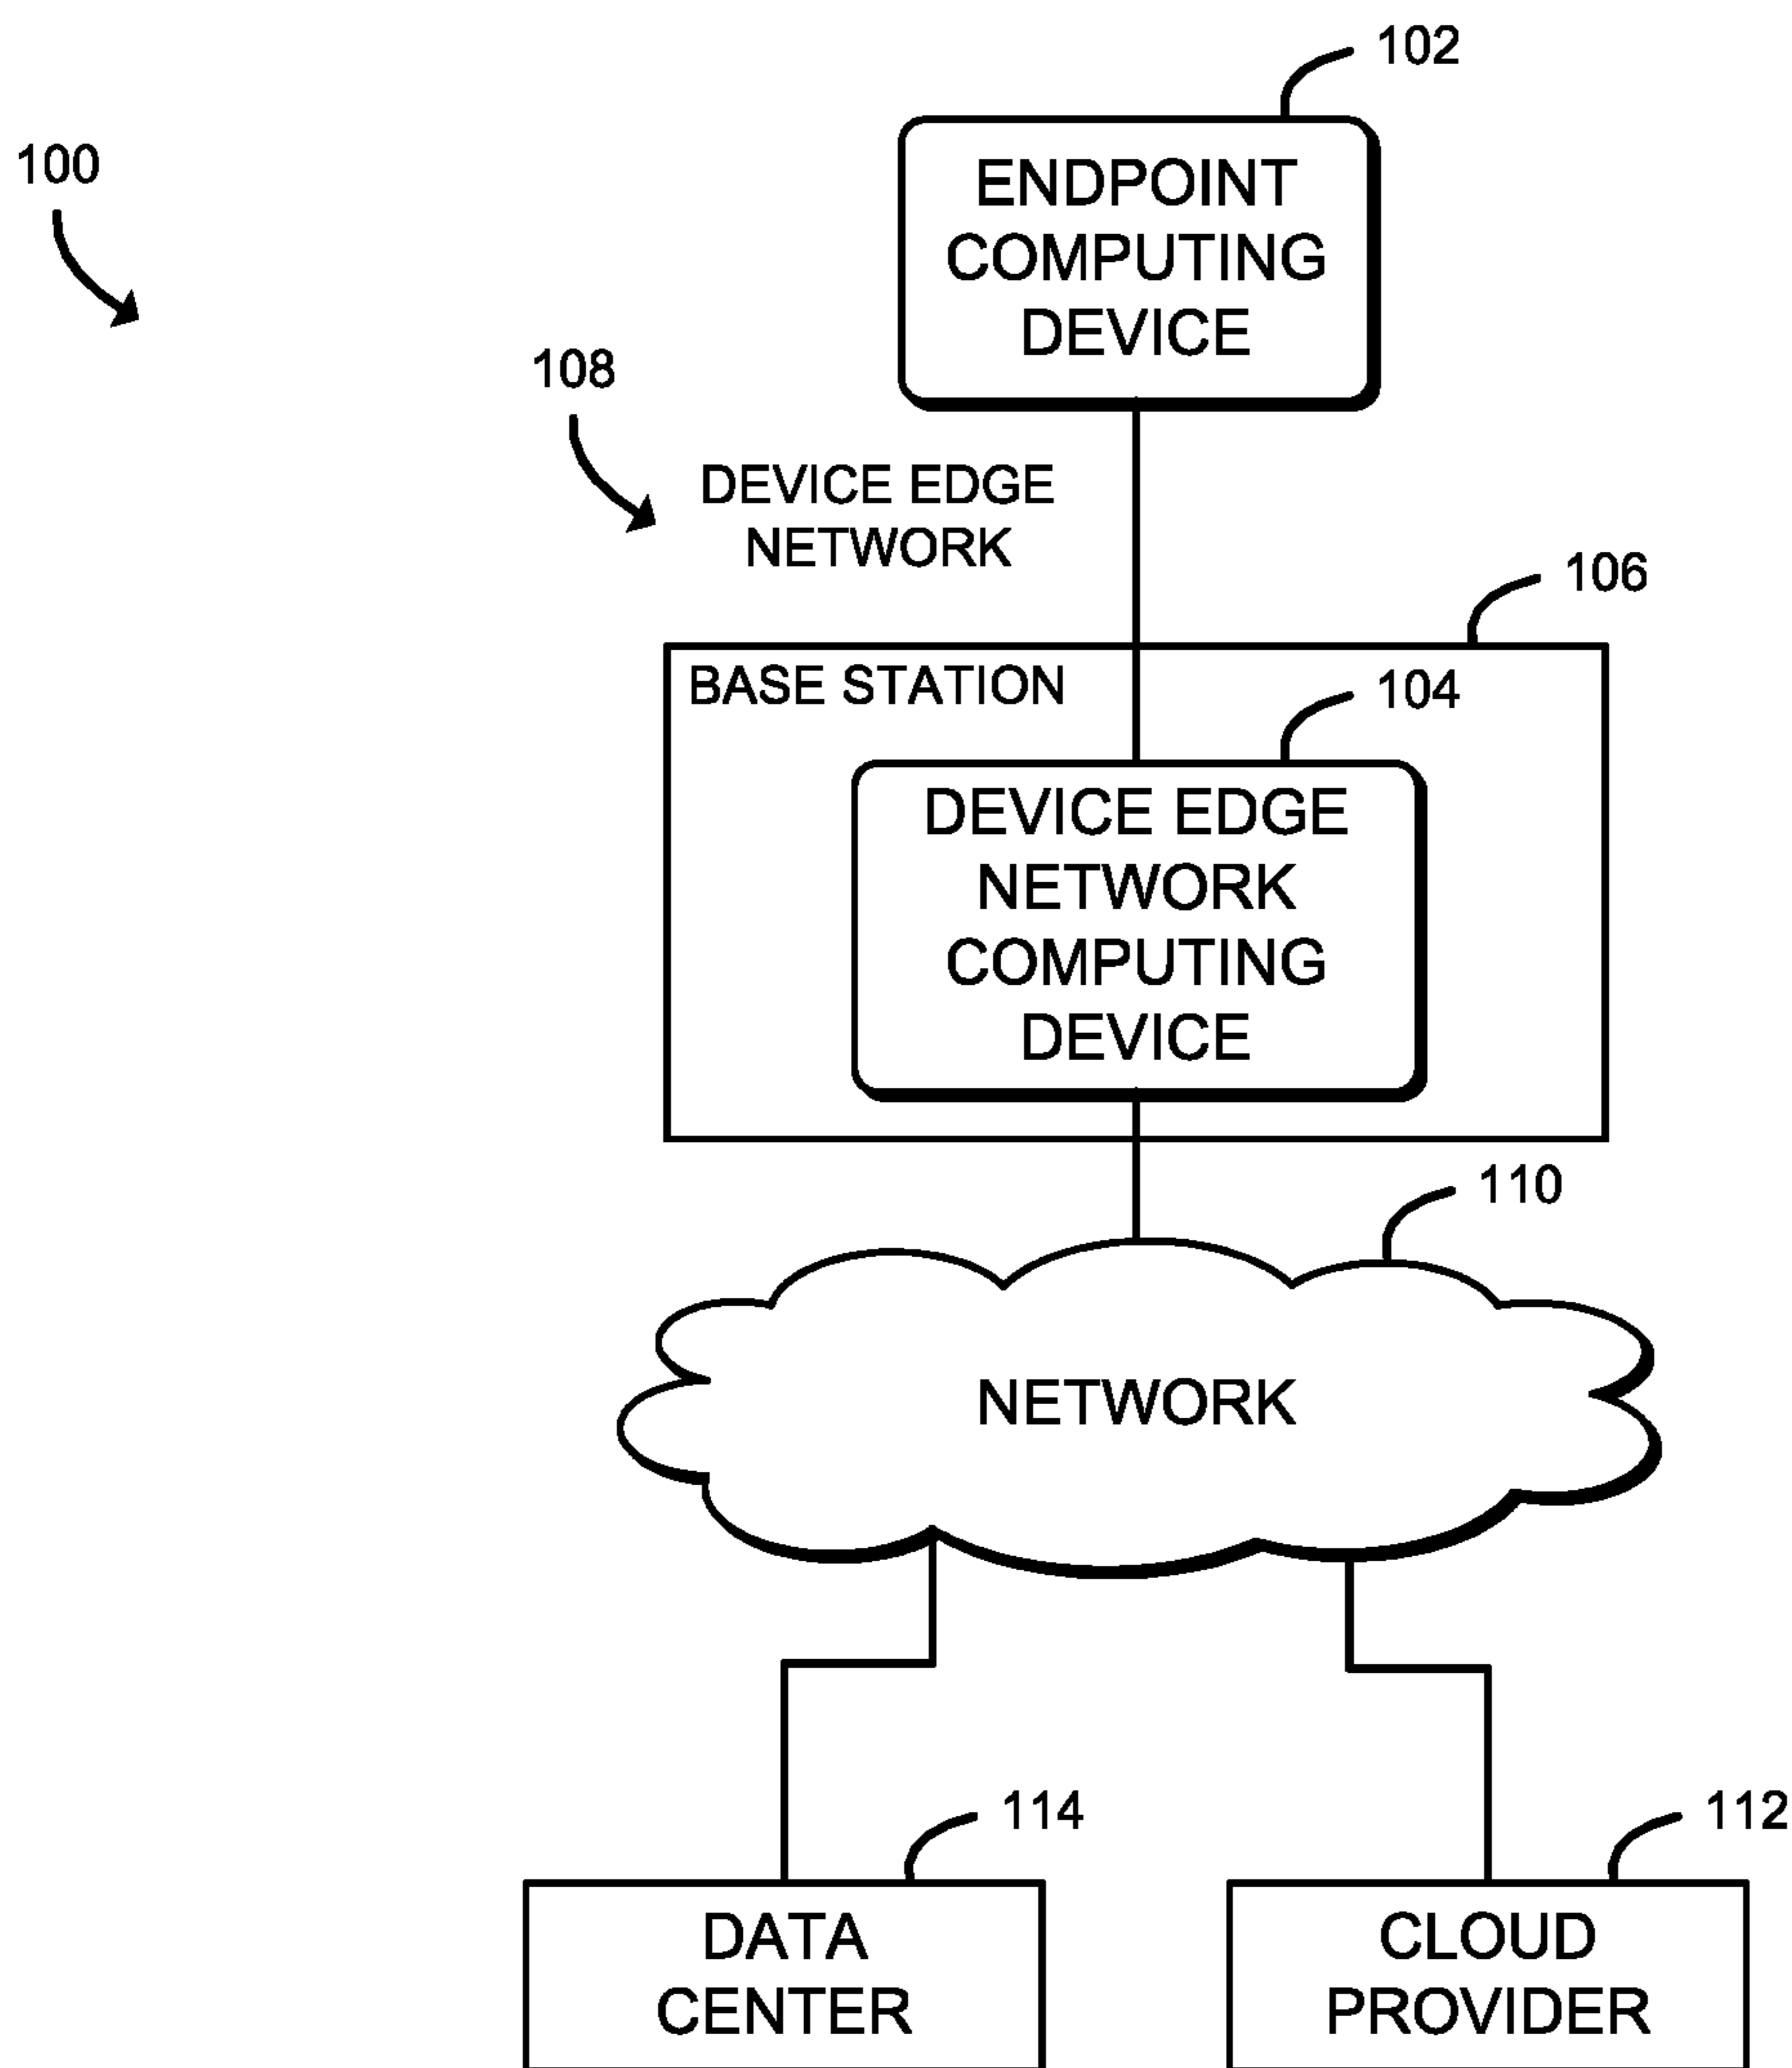 102
100
ENDPOINT
COMPUTING
DEVICE
108
DEVICE EDGE
NETWORK
106
BASE STATION
104
DEVICE EDGE
NETWORK
COMPUTING
DEVICE
110
NETWORK
114
112
DATA
CENTER
CLOUD
PROVIDER